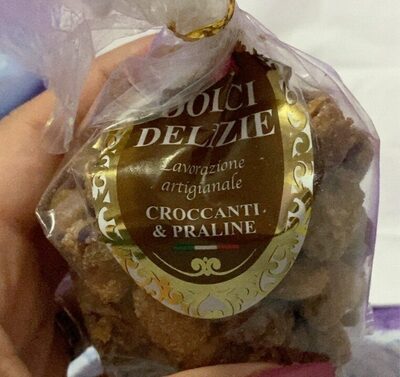 DOLCI
DELIZIE
Lavorazione
artigianale
CROCCANTI
& PRALINE